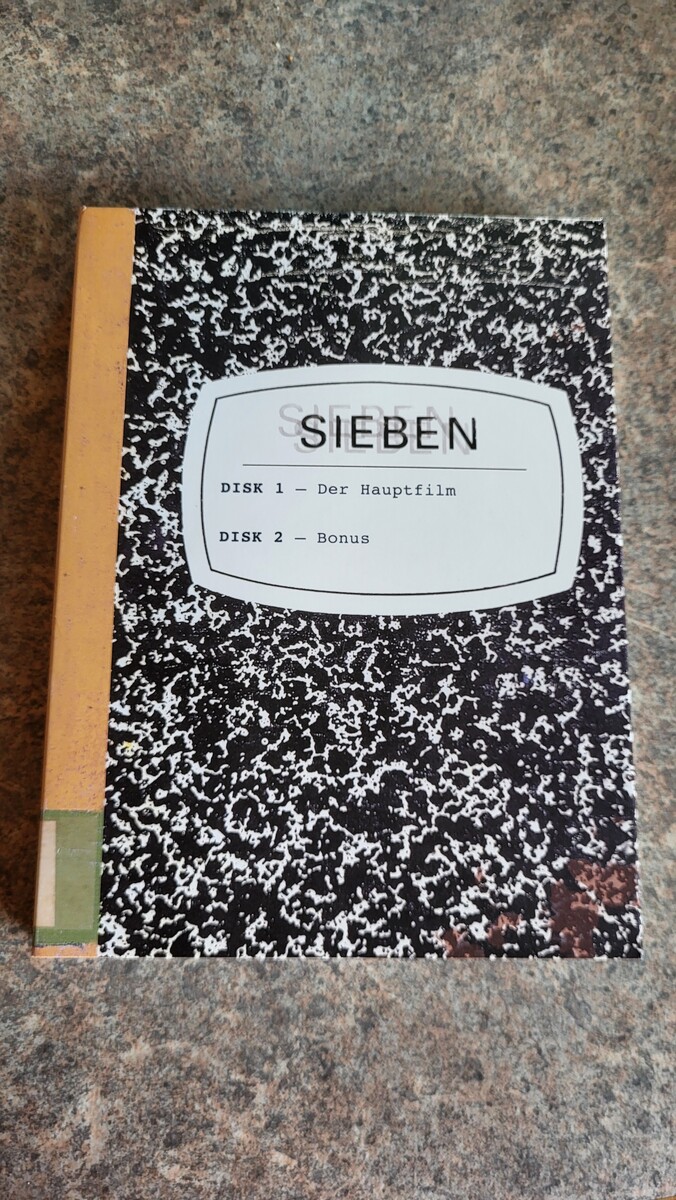 SIEBEN
DISK 1 — Der Hauptfilm
DISK 2 — Bonus